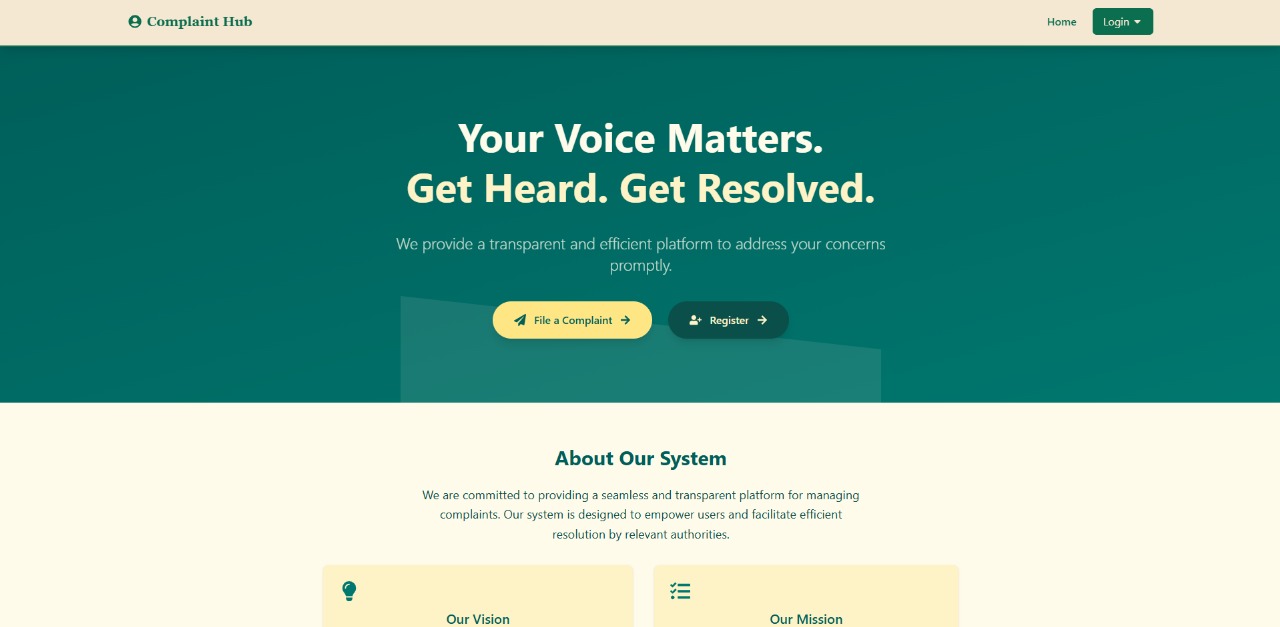 Complaint Hub
Home
Login
Your Voice Matters.
Get Heard. Get Resolved.
We provide a transparent and efficient platform to address your concerns
promptly.
File a Complaint
Register
About Our System
We are committed to providing a seamless and transparent platform for managing
complaints. Our system is designed to empower users and facilitate efficient
resolution by relevant authorities.
Our Vision
Our Mission